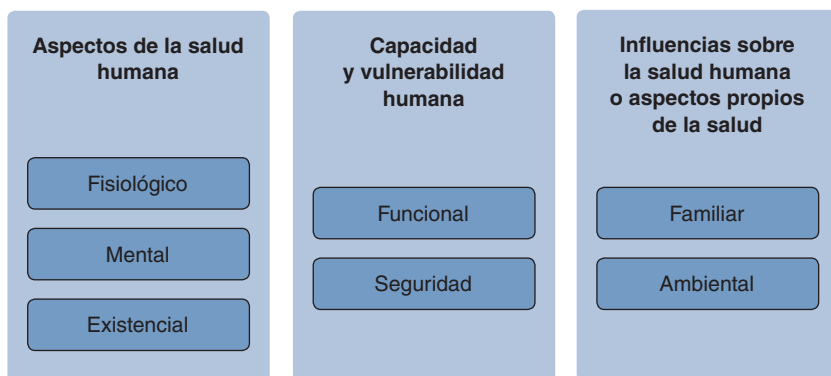 Aspectos de la salud
humana
Fisiológico
Mental
Existencial
Capacidad
y vulnerabilidad
humana
Funcional
Seguridad
Influencias sobre
la salud humana
o aspectos propios
de la salud
Familiar
Ambiental